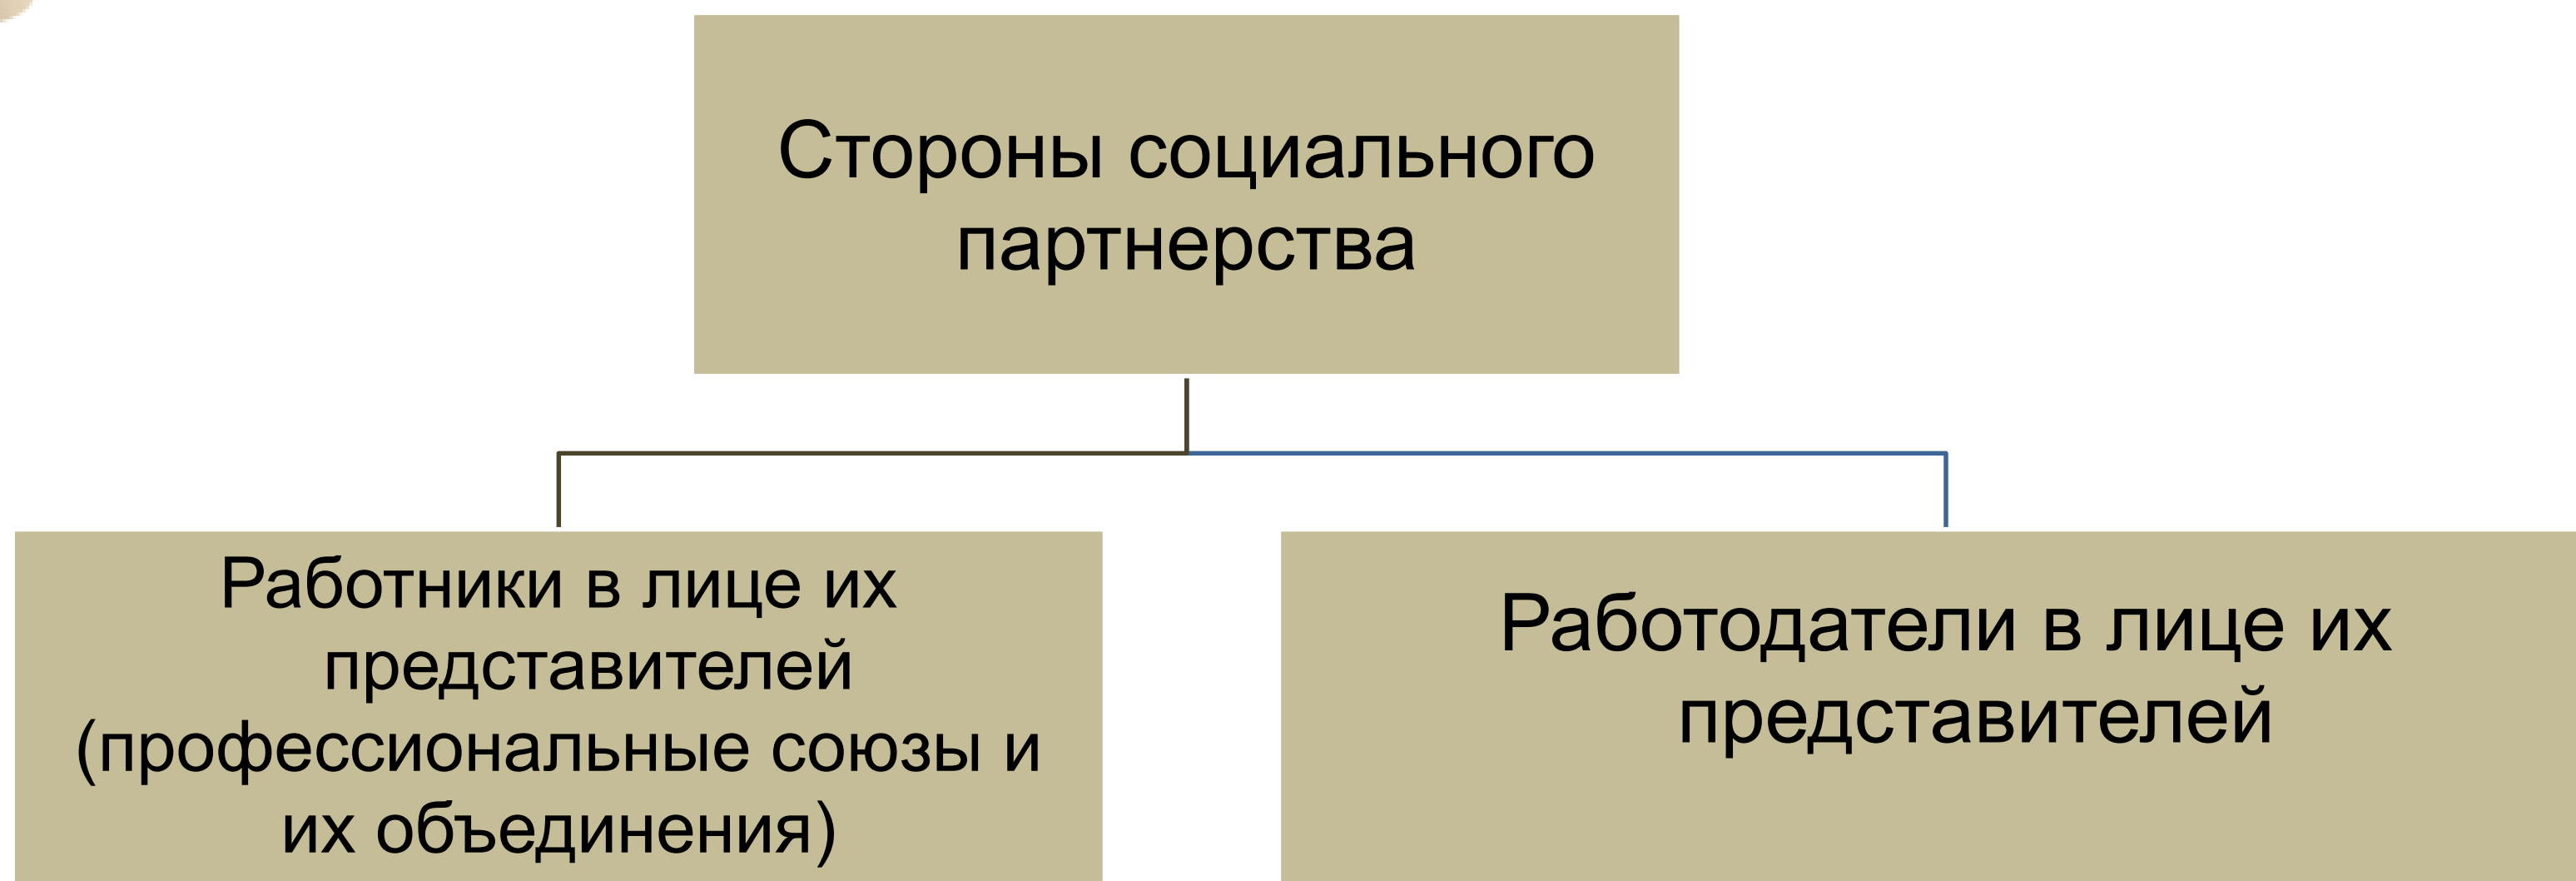 Стороны социального
партнерства
Работники в лице их
представителей
(профессиональные союзы и
их объединения)
Работодатели в лице их
представителей